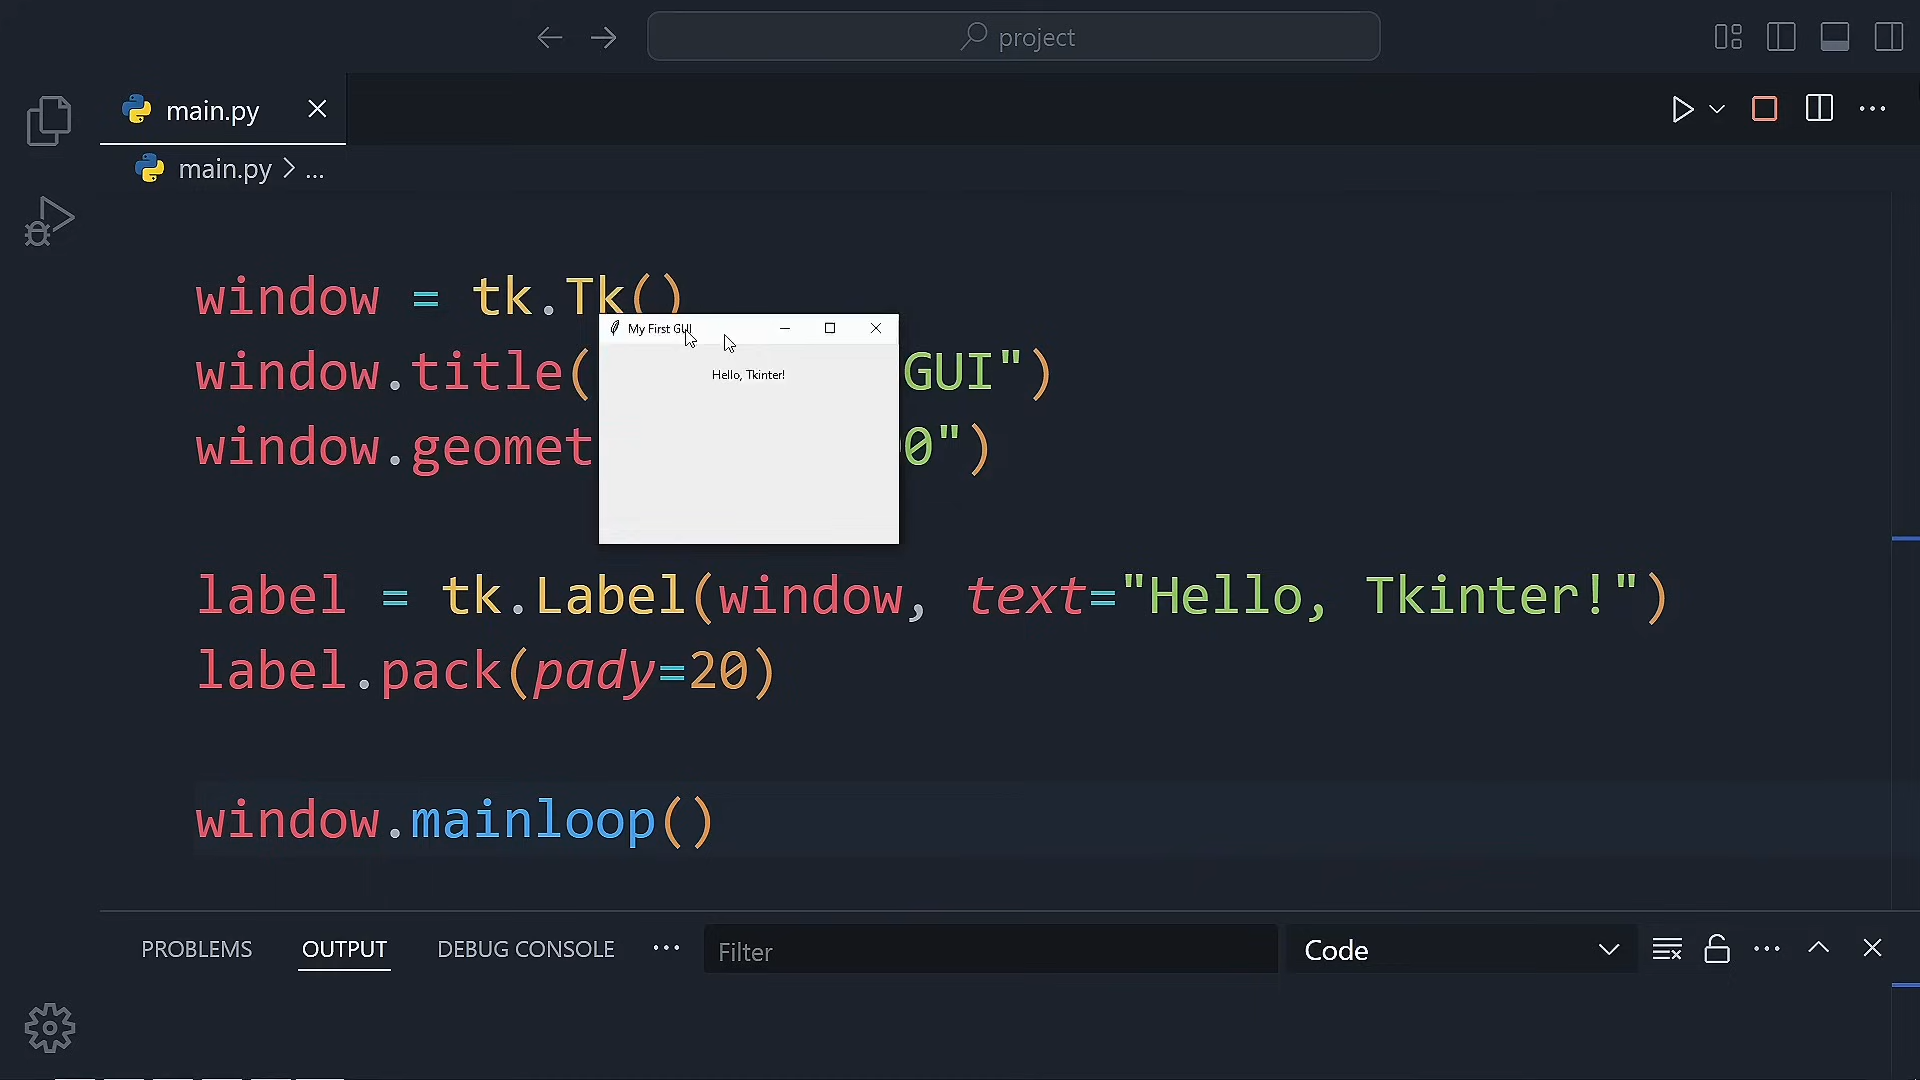 project
main.py
main.py > ...
window = tk.Tk()
My First GUI
window.title( GUI")
Hello, Tkinter!
window.geomet 0")
label = tk.Label(window, text="Hello, Tkinter!")
label.pack(pady=20)
window.mainloop()
PROBLEMS OUTPUT DEBUG CONSOLE ... Filter Code